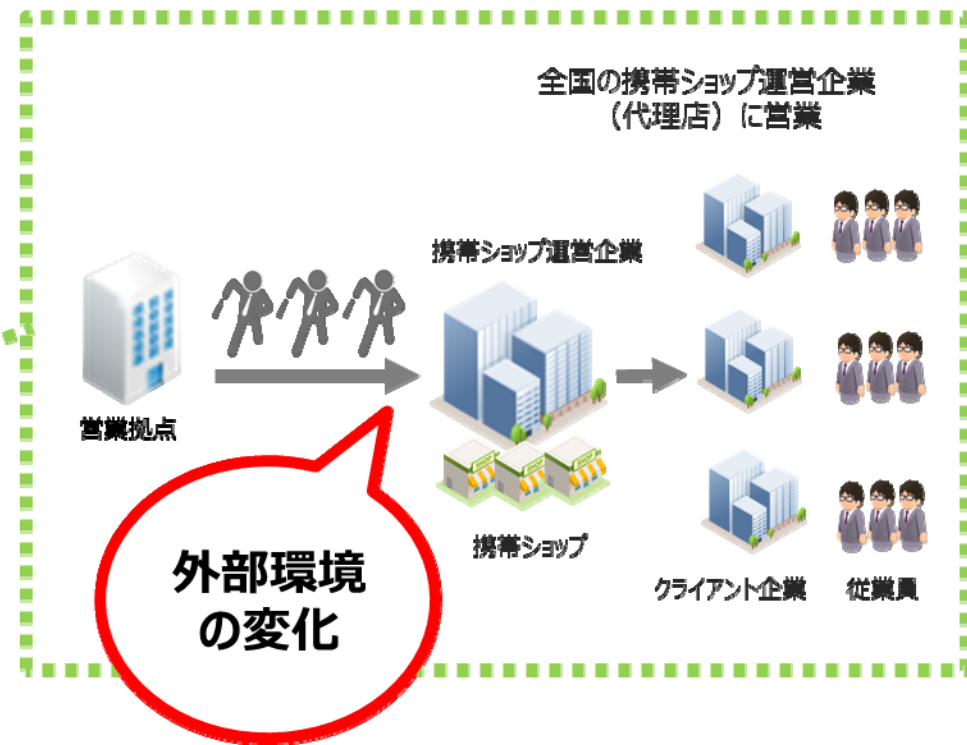 全国の携帯ショップ運営企業
（代理店）に営業
携帯ショップ運営企業
営業拠点
SHOP
SHOP
SHOP
携帯ショップ
外部環境
の変化
クライアント企業
従業員